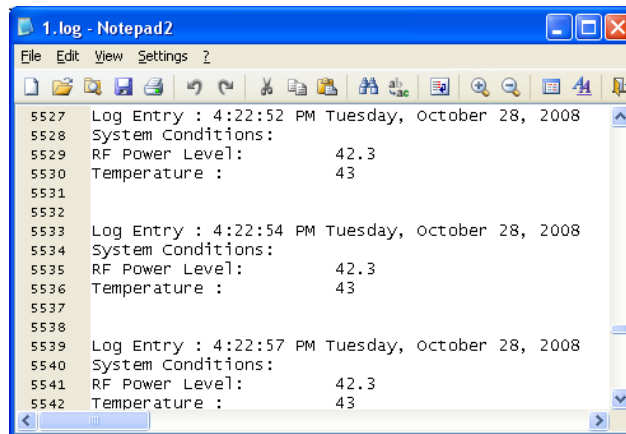 1.log - Notepad2
File Edit View Settings ?
5527 Log Entry : 4:22:52 PM Tuesday, October 28, 2008
5528 System Conditions:
5529 RF Power Level: 42.3
5530 Temperature : 43
5531
5532
5533 Log Entry : 4:22:54 PM Tuesday, October 28, 2008
5534 System Conditions:
5535 RF Power Level: 42.3
5536 Temperature : 43
5537
5538
5539 Log Entry : 4:22:57 PM Tuesday, October 28, 2008
5540 System Conditions:
5541 RF Power Level: 42.3
5542 Temperature : 43